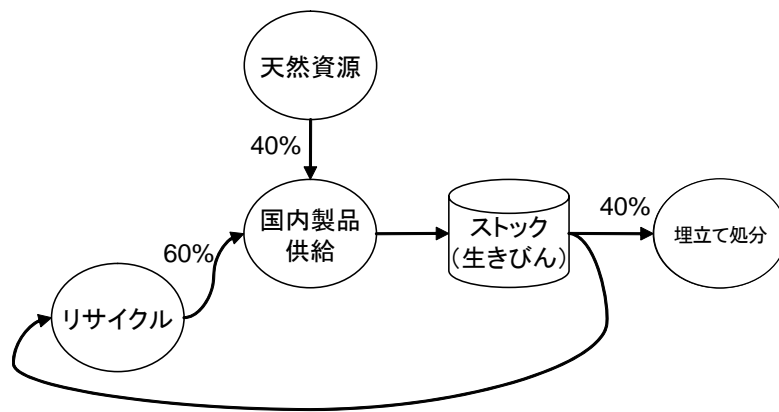 天然資源
40%
国内製品
供給
ストック
(生きびん)
40%
埋立て処分
60%
リサイクル